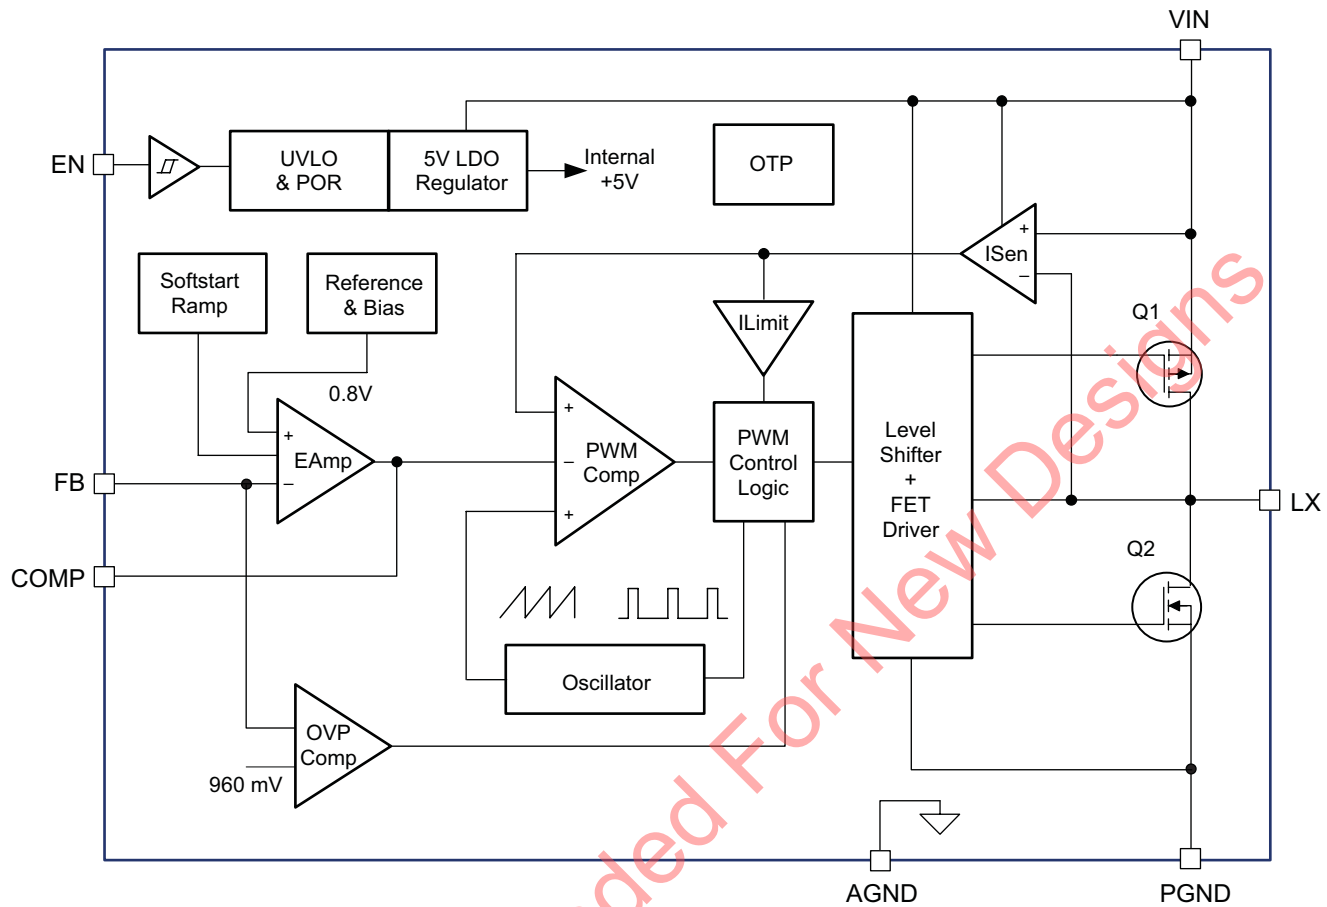 VIN
EN
UVLO
& POR
5V LDO
Regulator
Internal
+5V
OTP
Softstart
Ramp
Reference
& Bias
0.8V
+
ISen
−
ILimit
Q1
+
EAmp
−
+
−
PWM
Comp
+
PWM
Control
Logic
Level
Shifter
+
FET
Driver
FB
LX
COMP
Q2
Oscillator
OVP
Comp
960 mV
AGND
PGND
For New Designs